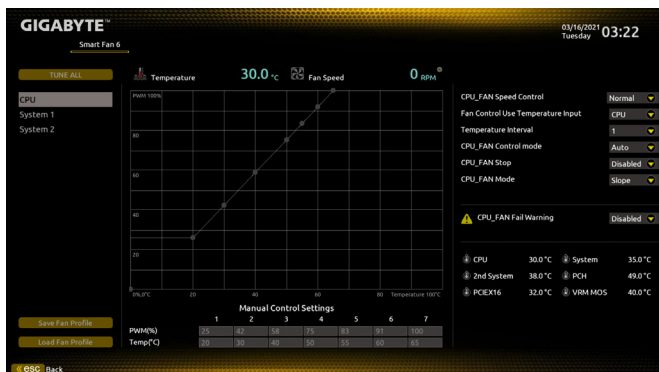 GIGABYTE™
03/16/2021
Tuesday
03:22
Smart Fan 6
TUNE ALL
CPU
System 1
System 2
Temperature 30.0 °C Fan Speed 0 RPM
PWM 100%
80
60
40
20
0%,0°C 20 40 60 80 Temperature 100°C
Manual Control Settings
1 2 3 4 5 6 7
PWM(%) 25 42 58 75 83 91 100
Temp(°C) 20 30 40 50 55 60 65
Save Fan Profile
Load Fan Profile
CPU_FAN Speed Control Normal
Fan Control Use Temperature Input CPU
Temperature Interval 1
CPU_FAN Control mode Auto
CPU_FAN Stop Disabled
CPU_FAN Mode Slope
CPU_FAN Fail Warning Disabled
CPU 30.0°C System 35.0°C
2nd System 38.0°C PCH 49.0°C
PCIEX16 32.0°C VRM MOS 40.0°C
« esc Back